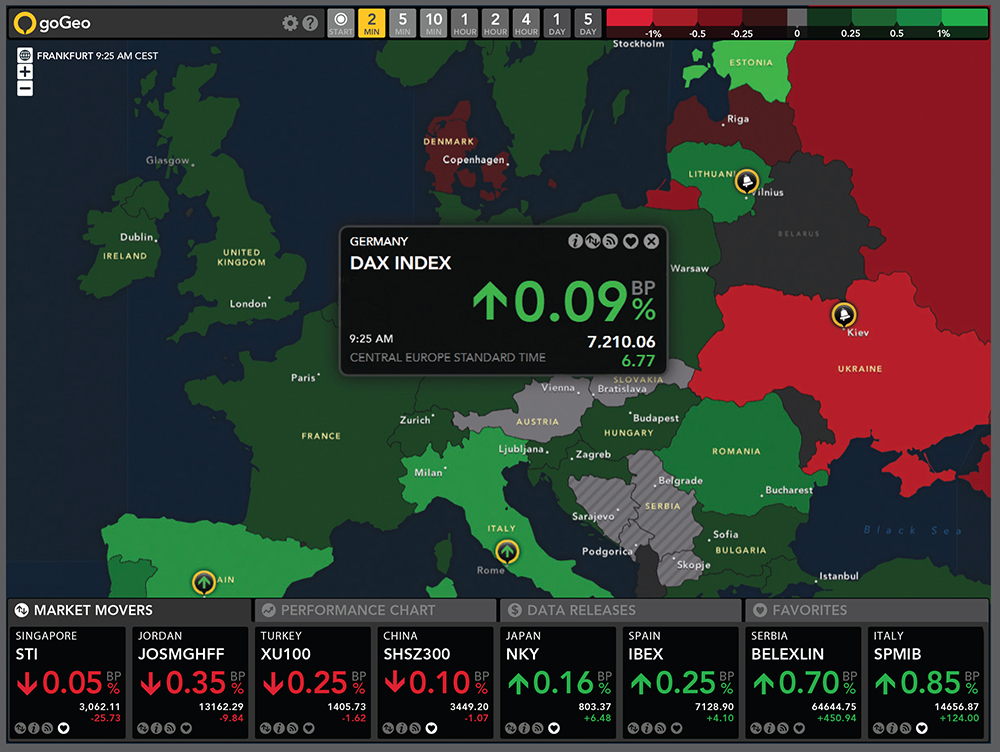 goGeo
START
2 MIN
5 MIN
10 MIN
1 HOUR
2 HOUR
4 HOUR
1 DAY
5 DAY
-1% -0.5 -0.25 0 0.25 0.5 1%
FRANKFURT 9:25 AM CEST
Stockholm
ESTONIA
Riga
DENMARK
Copenhagen
Glasgow
LITHUANI
ilnius
BELARUS
Dublin
IRELAND
UNITED
KINGDOM
London
Warsaw
Kiev
UKRAINE
GERMANY
DAX INDEX
0.09 BP %
9:25 AM 7,210.06
CENTRAL EUROPE STANDARD TIME 6.77
Paris
SLOVAKIA
Vienna
Bratislava
Zurich
AUSTRIA
Budapest
HUNGARY
FRANCE
Ljubljana
Zagreb
ROMANIA
Milan
Belgrade
Bucharest
SERBIA
Sarajevo
ITALY
Black Sea
Sofia
BULGARIA
Podgorica
Skopje
Rome
AIN
Istanbul
MARKET MOVERS
PERFORMANCE CHART
DATA RELEASES
FAVORITES
SINGAPORE
STI
0.05 BP %
3,062.11
-25.73
JORDAN
JOSMGHFF
0.35 BP %
13162.29
-9.84
TURKEY
XU100
0.25 BP %
1405.73
-1.62
CHINA
SHSZ300
0.10 BP %
3449.20
-1.07
JAPAN
NKY
0.16 BP %
803.37
+6.48
SPAIN
IBEX
0.25 BP %
7128.90
+4.10
SERBIA
BELEXLIN
0.70 BP %
64644.75
+450.94
ITALY
SPMIB
0.85 BP %
14656.87
+124.00